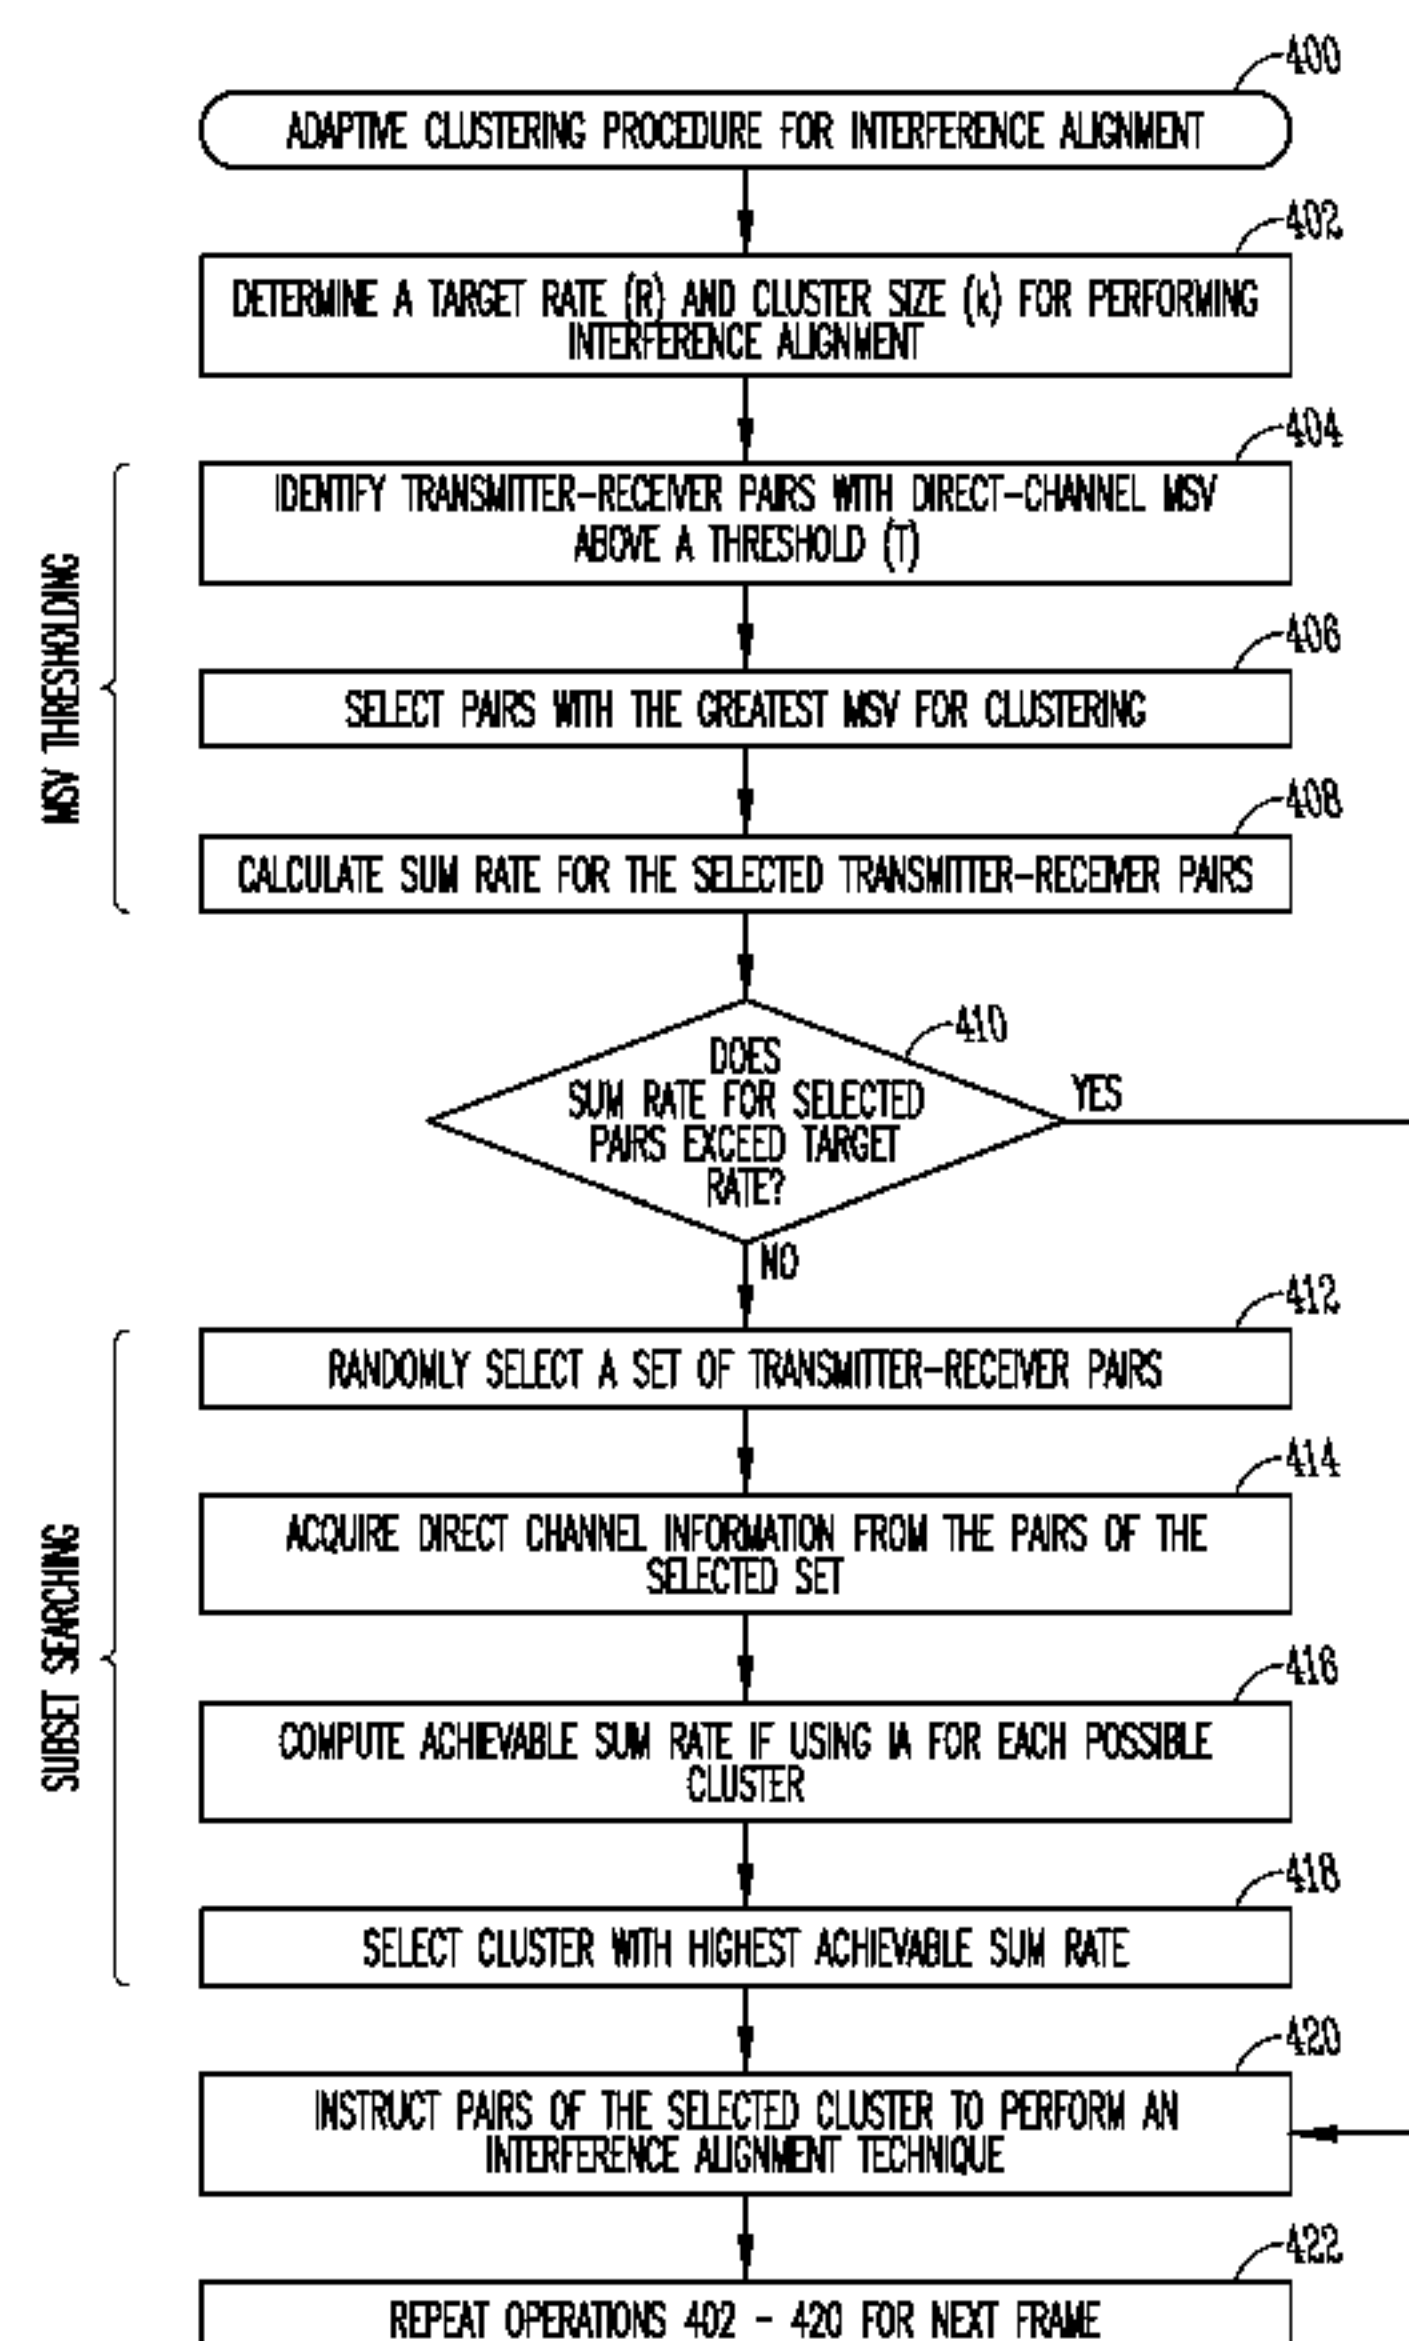 400
ADAPTIVE CLUSTERING PROCEDURE FOR INTERFERENCE ALIGNMENT
402
DETERMINE A TARGET RATE (R) AND CLUSTER SIZE (k) FOR PERFORMING
INTERFERENCE ALIGNMENT
MSV THRESHOLDING
404
IDENTIFY TRANSMITTER-RECEIVER PAIRS WITH DIRECT-CHANNEL MSV
ABOVE A THRESHOLD (T)
406
SELECT PAIRS WITH THE GREATEST MSV FOR CLUSTERING
408
CALCULATE SUM RATE FOR THE SELECTED TRANSMITTER-RECEIVER PAIRS
410
DOES
SUM RATE FOR SELECTED
PAIRS EXCEED TARGET
RATE?
YES
NO
SUBSET SEARCHING
412
RANDOMLY SELECT A SET OF TRANSMITTER-RECEIVER PAIRS
414
ACQUIRE DIRECT CHANNEL INFORMATION FROM THE PAIRS OF THE
SELECTED SET
416
COMPUTE ACHIEVABLE SUM RATE IF USING IA FOR EACH POSSIBLE
CLUSTER
418
SELECT CLUSTER WITH HIGHEST ACHIEVABLE SUM RATE
420
INSTRUCT PAIRS OF THE SELECTED CLUSTER TO PERFORM AN
INTERFERENCE ALIGNMENT TECHNIQUE
422
REPEAT OPERATIONS 402 - 420 FOR NEXT FRAME